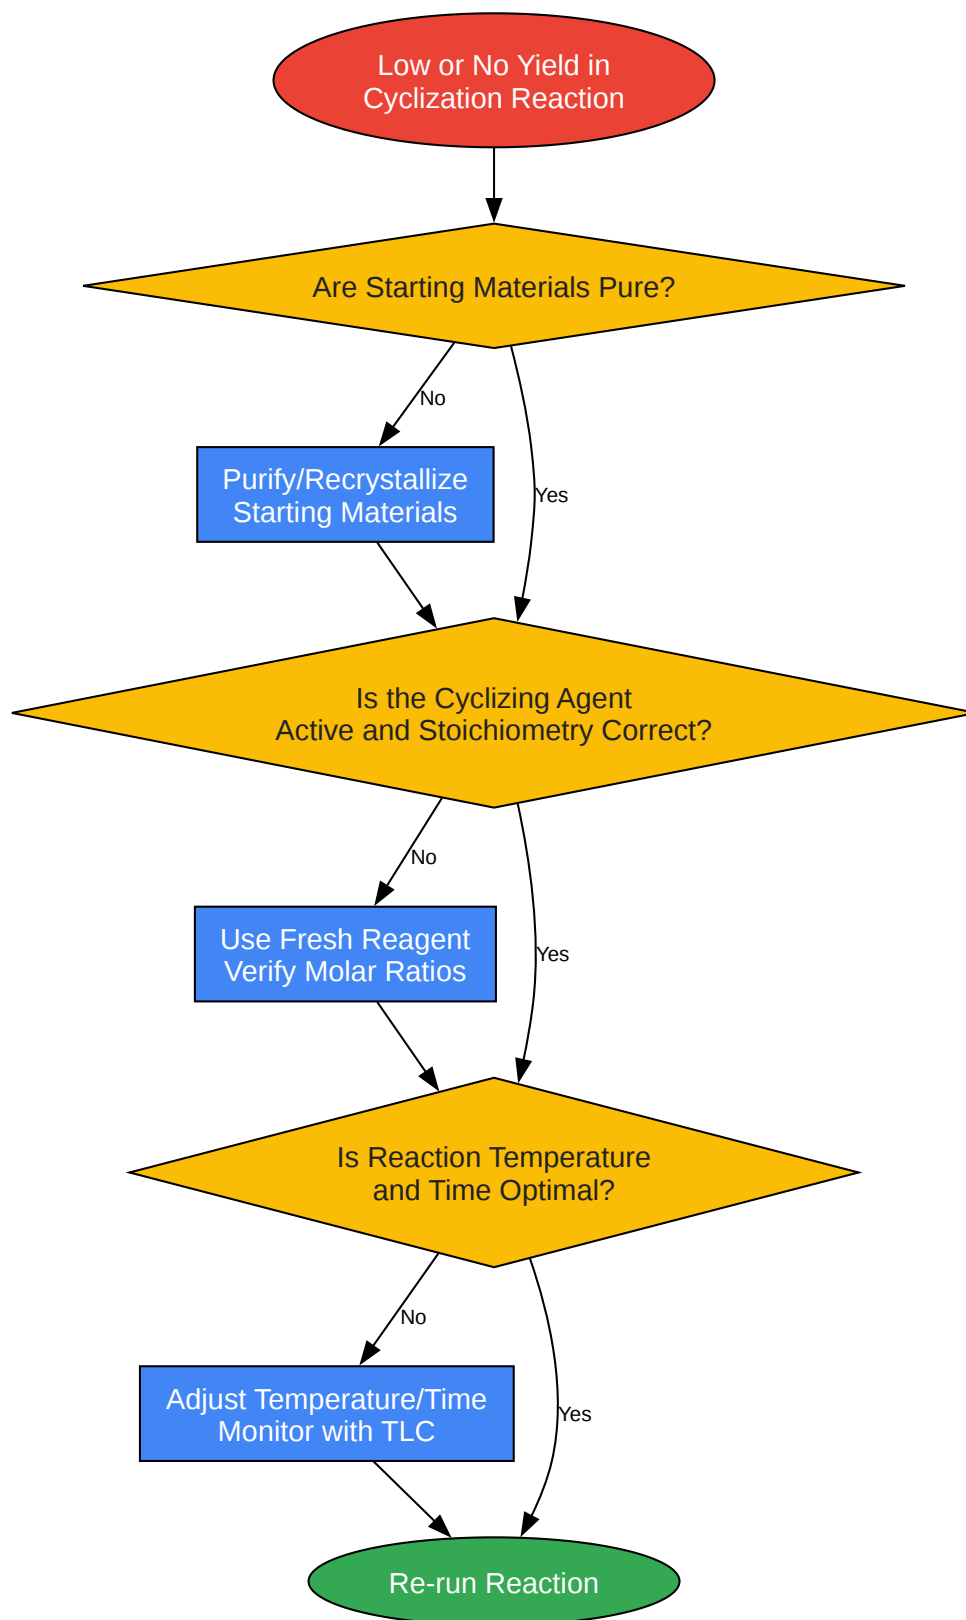 Low or No Yield in
Cyclization Reaction
Are Starting Materials Pure?
No
Purify/Recrystallize
Starting Materials
Yes
Is the Cyclizing Agent
Active and Stoichiometry Correct?
No
Use Fresh Reagent
Verify Molar Ratios
Yes
Is Reaction Temperature
and Time Optimal?
No
Adjust Temperature/Time
Monitor with TLC
Yes
Re-run Reaction